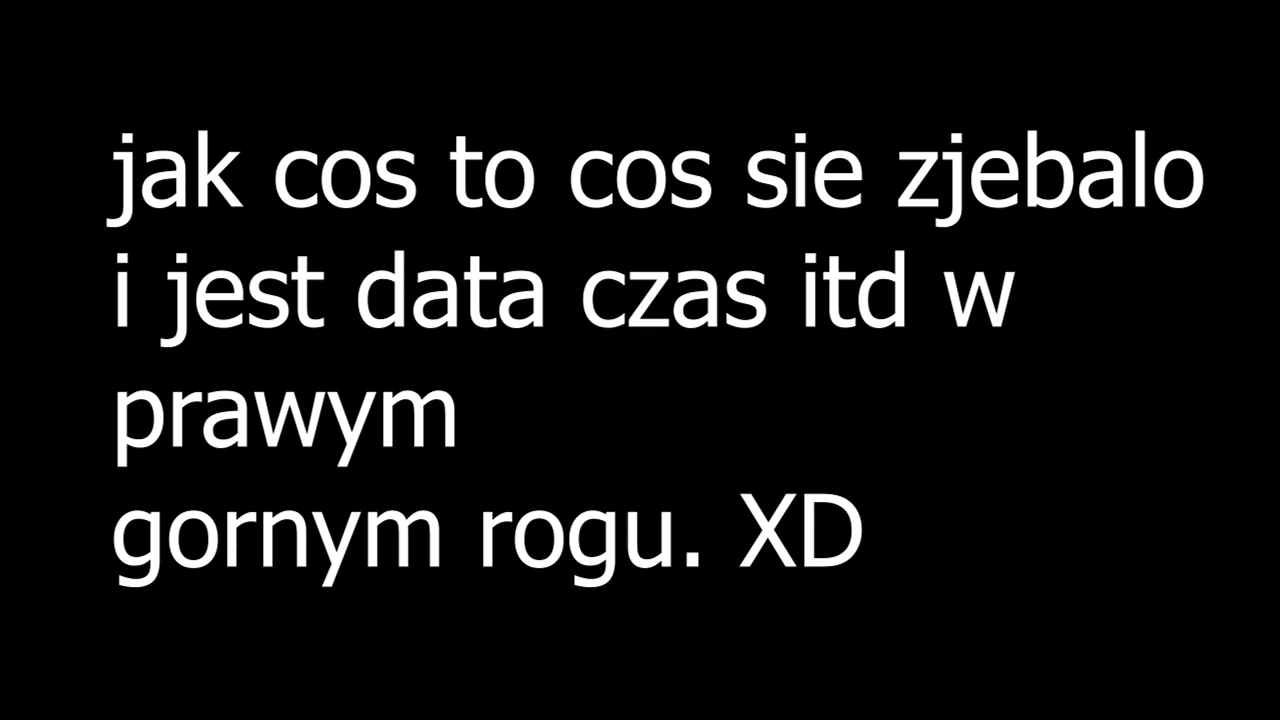 jak cos to cos sie zjebalo
i jest data czas itd w
prawym
gornym rogu. XD